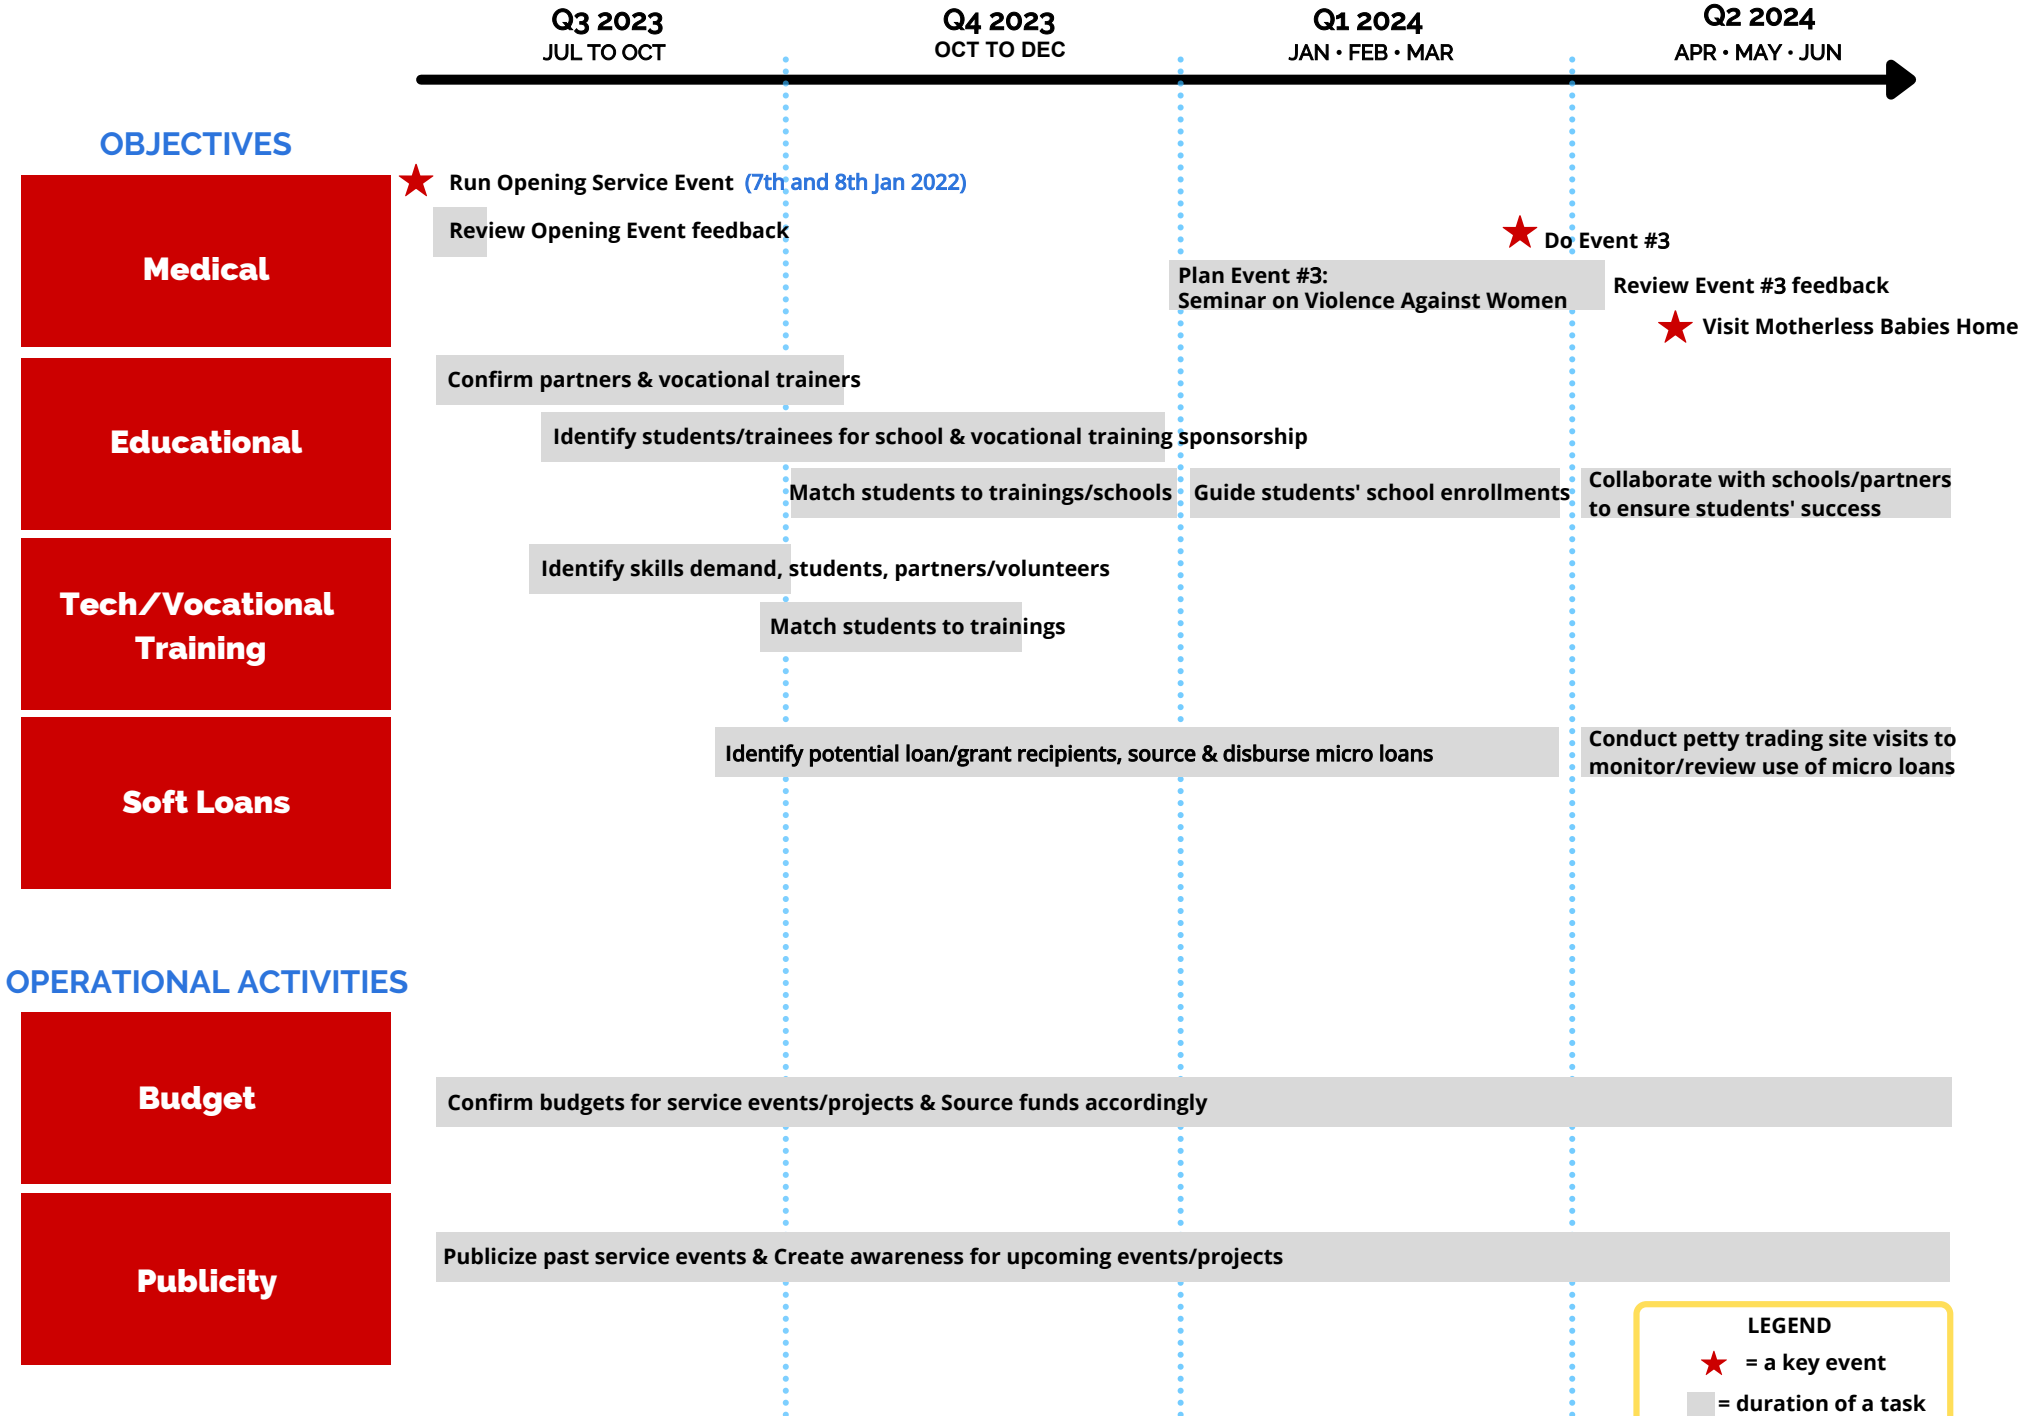 Q3 2023
JUL TO OCT
Q4 2023
OCT TO DEC
Q1 2024
JAN • FEB • MAR
Q2 2024
APR • MAY • JUN
OBJECTIVES
Medical
Run Opening Service Event (7th and 8th Jan 2022)
Review Opening Event feedback
Do Event #3
Plan Event #3:
Seminar on Violence Against Women
Review Event #3 feedback
Visit Motherless Babies Home
Educational
Confirm partners & vocational trainers
Identify students/trainees for school & vocational training sponsorship
Match students to trainings/schools
Guide students' school enrollments
Collaborate with schools/partners
to ensure students' success
Tech/Vocational
Training
Identify skills demand, students, partners/volunteers
Match students to trainings
Soft Loans
Identify potential loan/grant recipients, source & disburse micro loans
Conduct petty trading site visits to
monitor/review use of micro loans
OPERATIONAL ACTIVITIES
Budget
Confirm budgets for service events/projects & Source funds accordingly
Publicity
Publicize past service events & Create awareness for upcoming events/projects
LEGEND
= a key event
= duration of a task